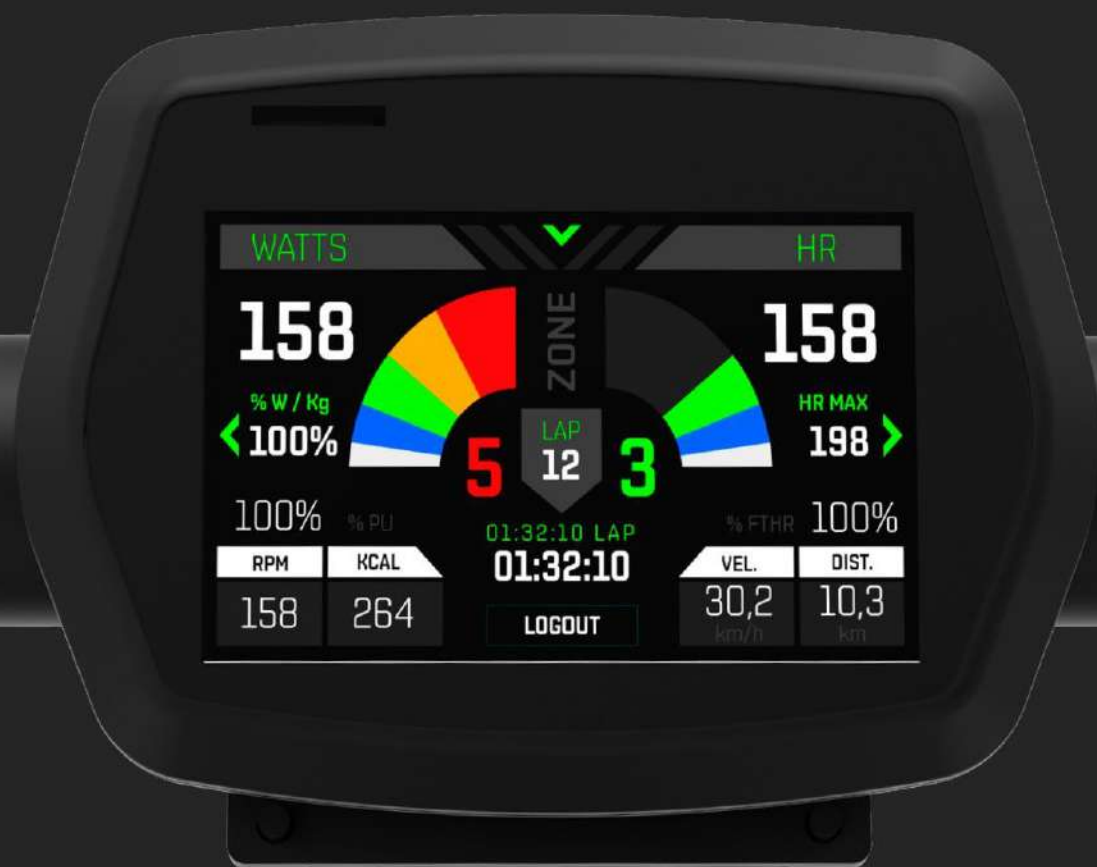 WATTS
HR
158
ZONE
158
% W / Kg
100%
HR MAX
198
5
LAP
12
3
100% % PU
% FTHR 100%
01:32:10 LAP
01:32:10
RPM KCAL
VEL. DIST.
158 264
30,2 10,3
km/h km
LOGOUT